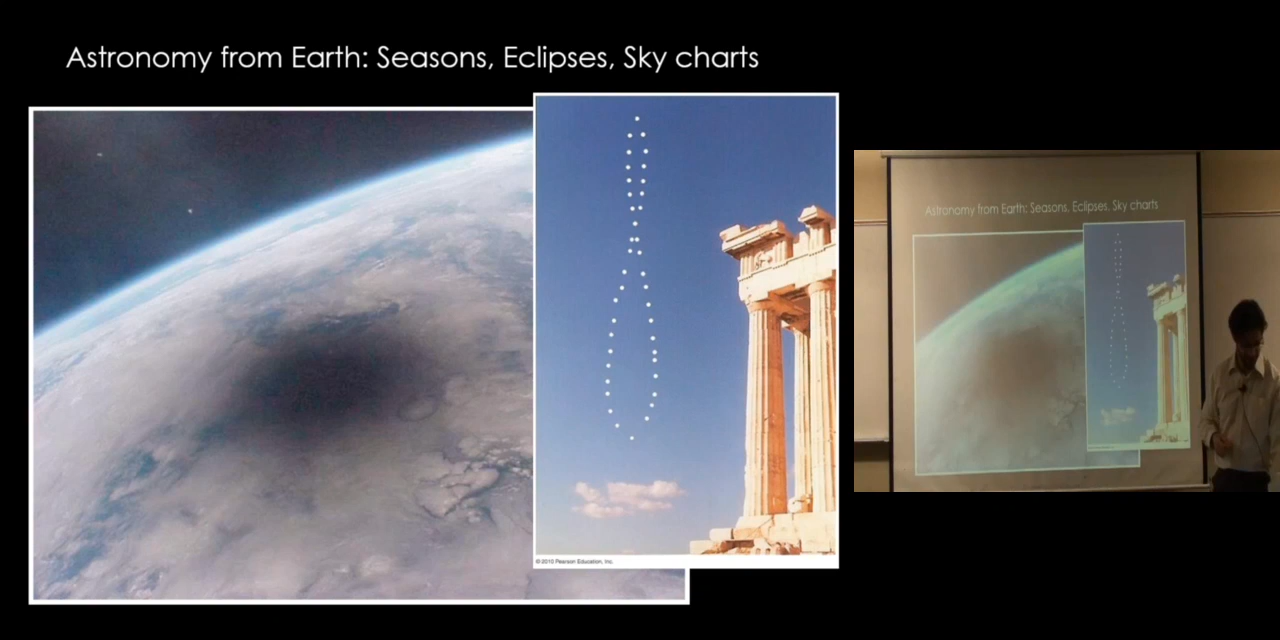 Astronomy from Earth: Seasons, Eclipses, Sky charts
© 2010 Pearson Education, Inc.
Astronomy from Earth: Seasons, Eclipses, Sky charts